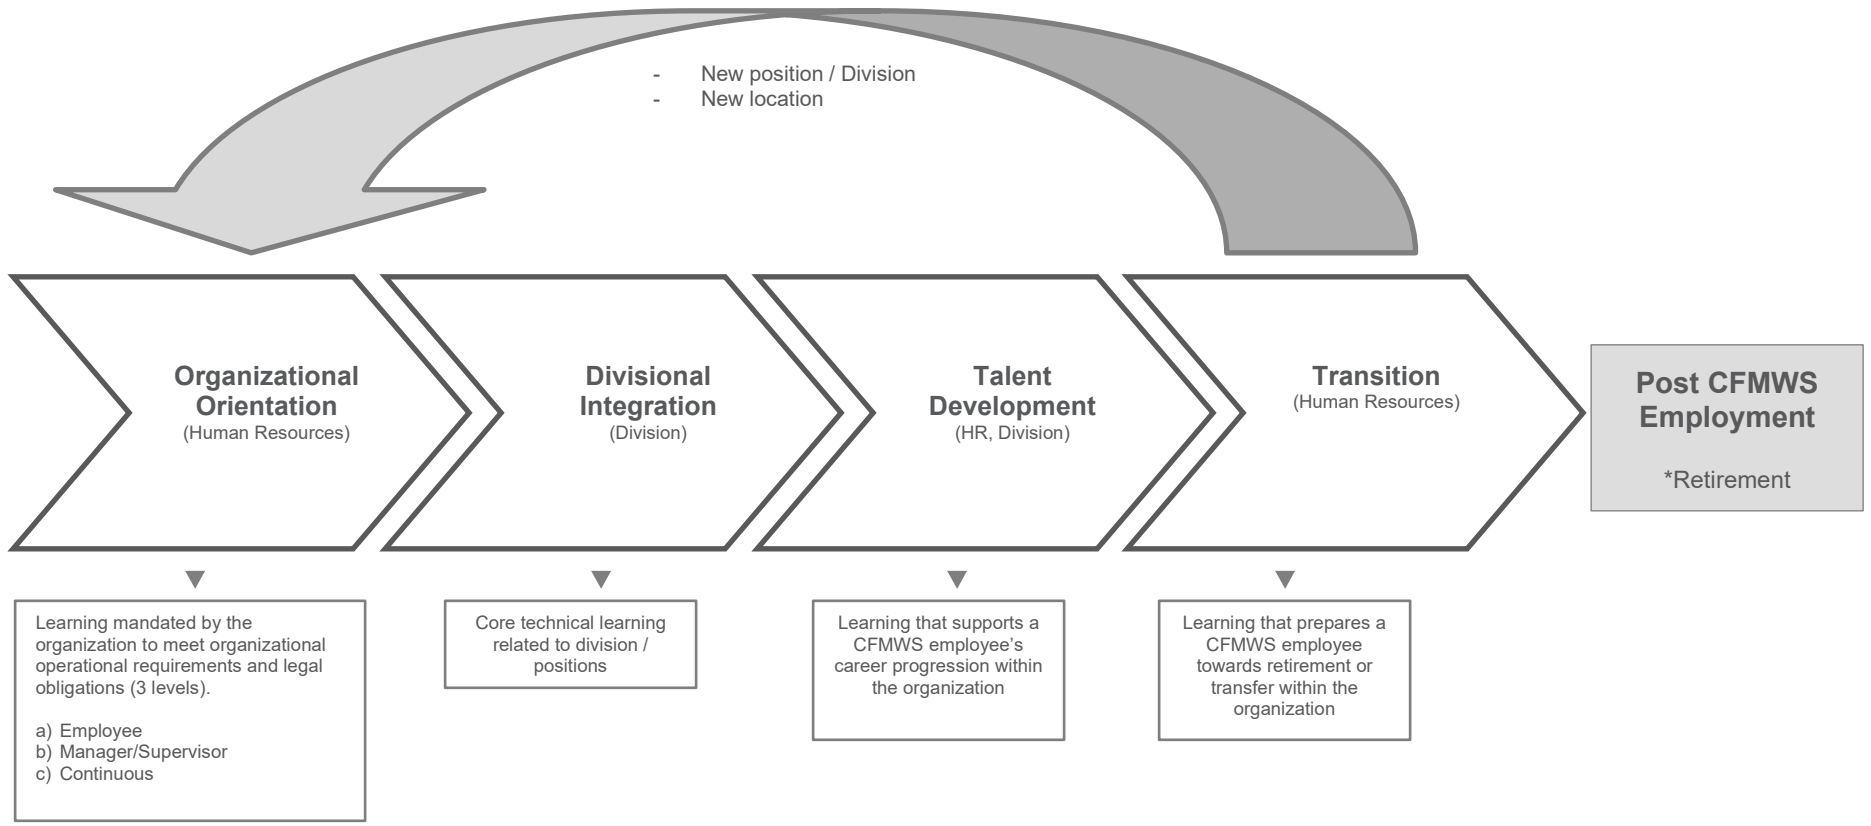 - New position / Division
- New location
Organizational
Orientation
(Human Resources)
Divisional
Integration
(Division)
Talent
Development
(HR, Division)
Transition
(Human Resources)
Post CFMWS
Employment
*Retirement
Learning mandated by the
organization to meet organizational
operational requirements and legal
obligations (3 levels).
a) Employee
b) Manager/Supervisor
c) Continuous
Core technical learning
related to division /
positions
Learning that supports a
CFMWS employee’s
career progression within
the organization
Learning that prepares a
CFMWS employee
towards retirement or
transfer within the
organization